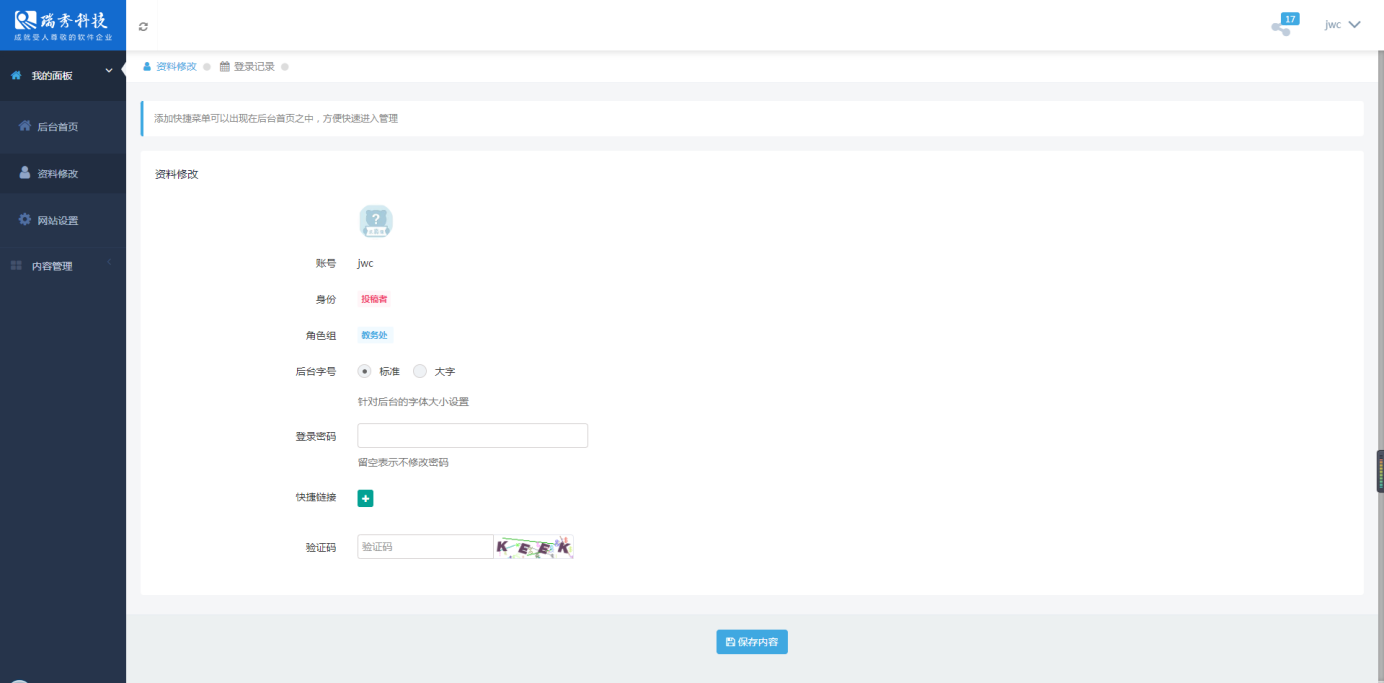 瑞秀科技
成就受人尊敬的软件企业
17
jwc
我的面板
资料修改
登录记录
添加快捷菜单可以出现在后台首页之中，方便快速进入管理
后台首页
资料修改
网站设置
内容管理
资料修改
?
账号 jwc
身份 投稿者
角色组 教务处
后台字号 标准 大字
针对后台的字体大小设置
登录密码
留空表示不修改密码
快捷链接
验证码 验证码 KEEK
保存内容